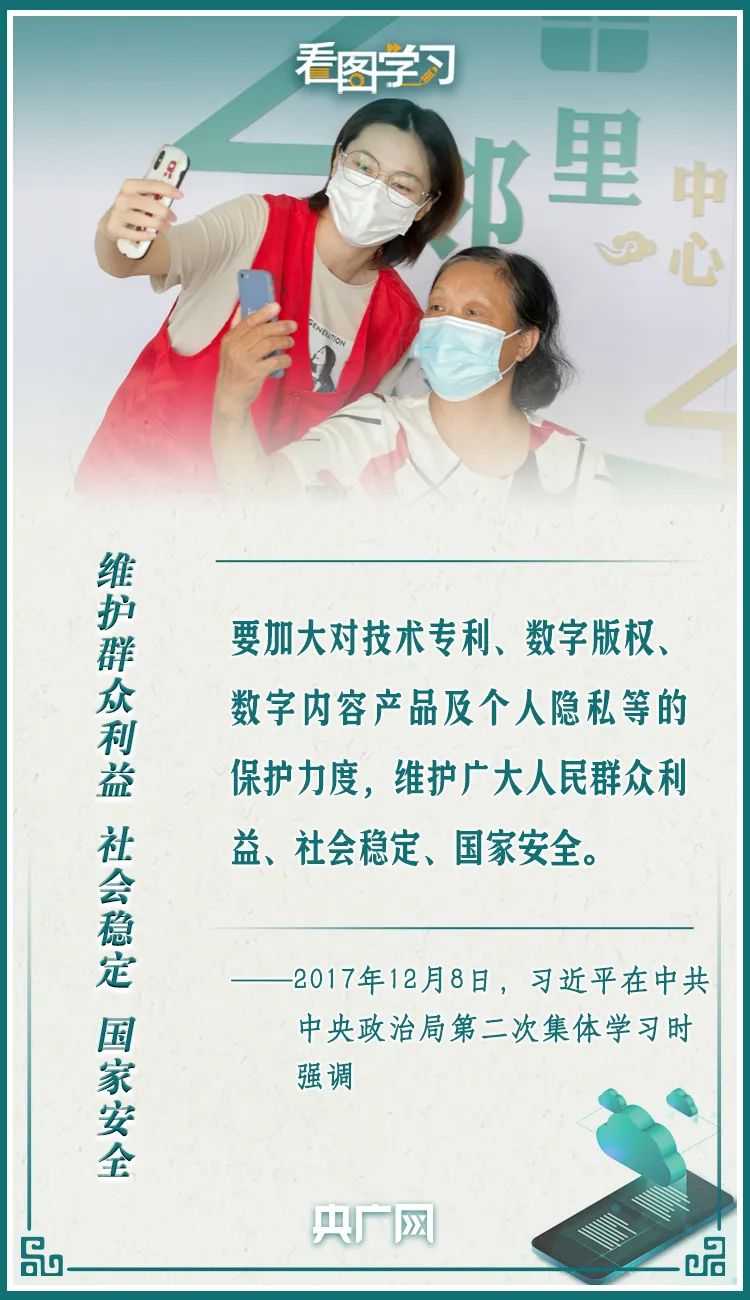 看图学习
邻里
中心
GENERATION
维护群众利益 社会稳定 国家安全
要加大对技术专利、数字版权、
数字内容产品及个人隐私等的
保护力度，维护广大人民群众利
益、社会稳定、国家安全。
——2017年12月8日，习近平在中共
中央政治局第二次集体学习时
强调
央广网